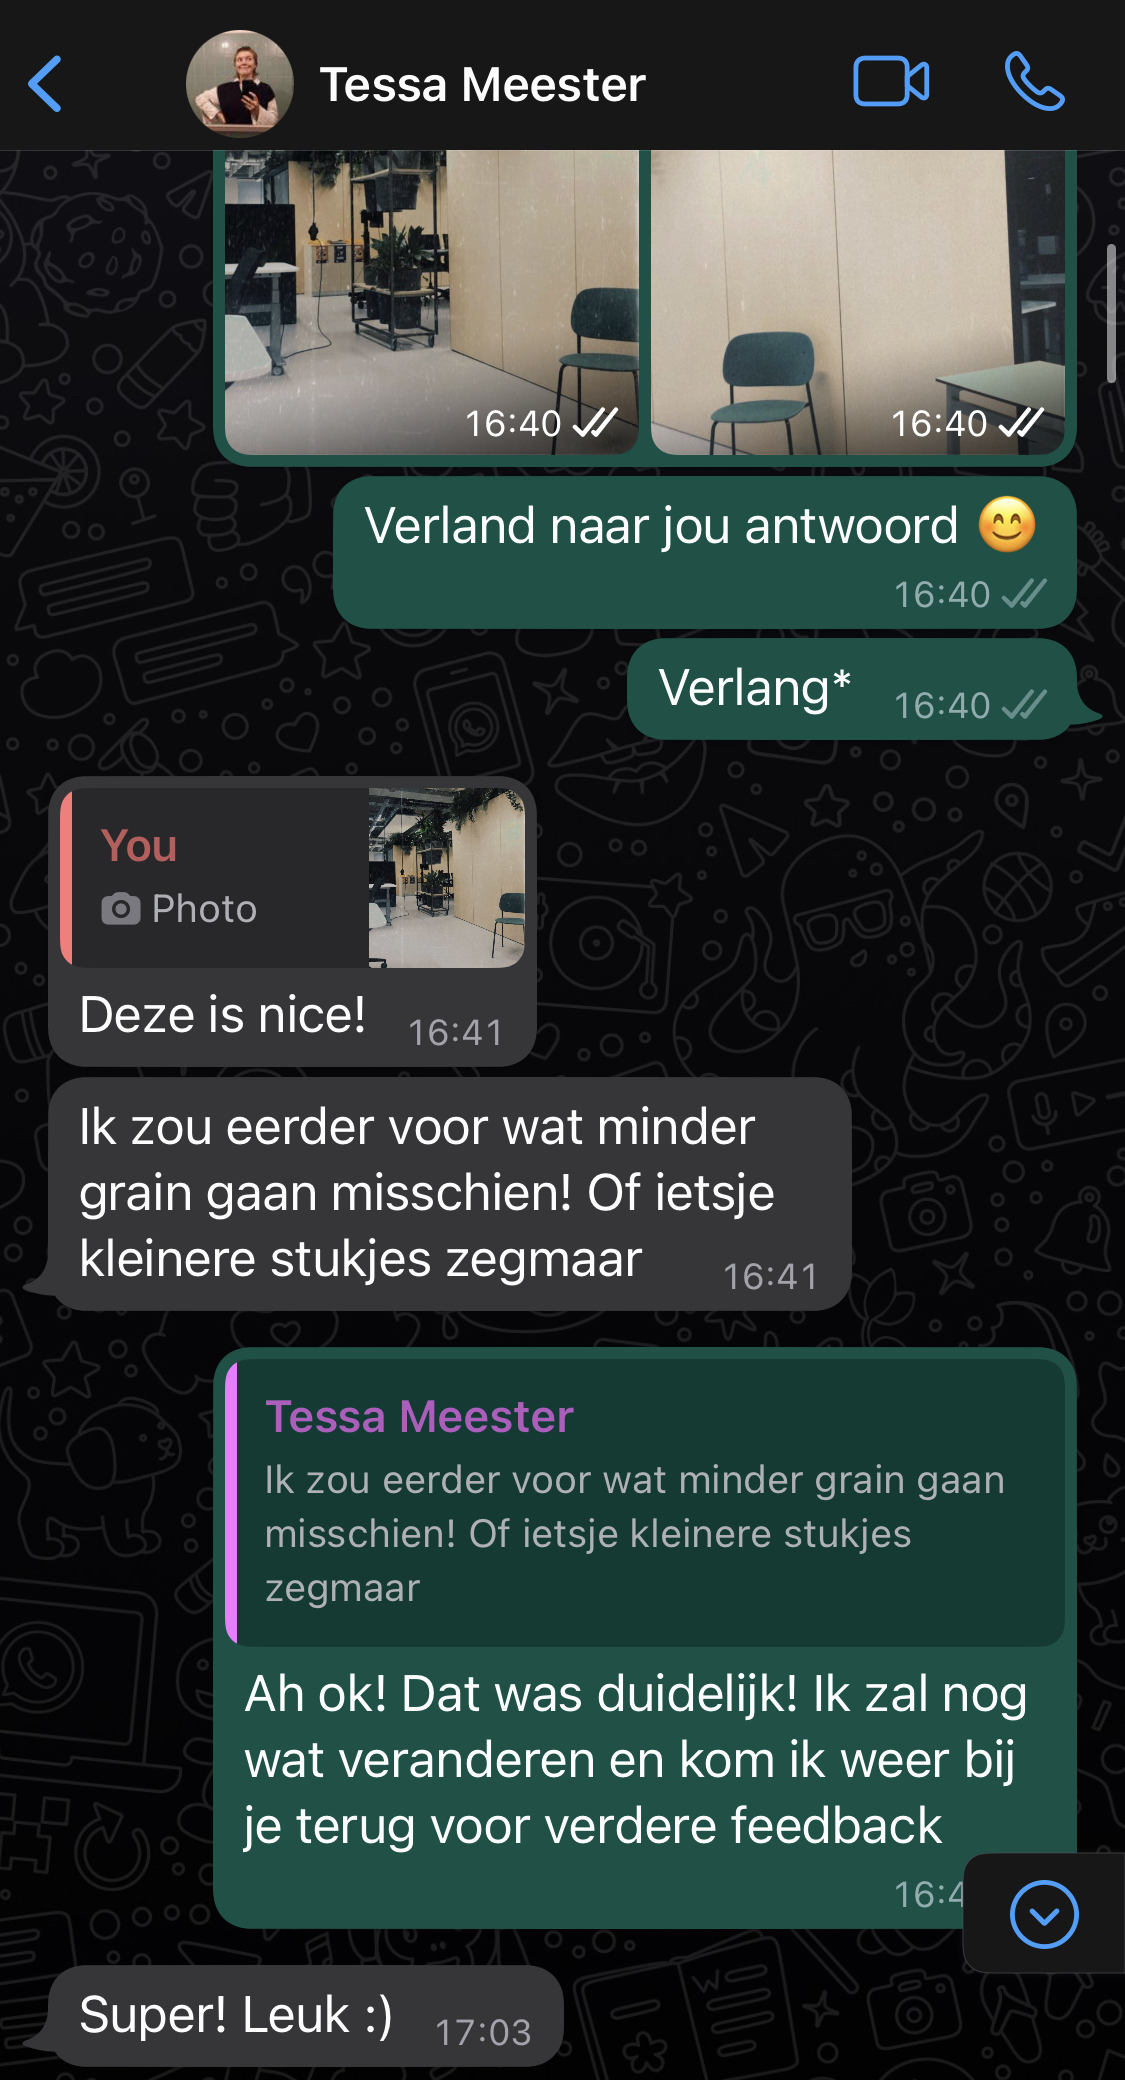 Tessa Meester
16:40
16:40
Verland naar jou antwoord 😊
16:40
Verlang*
16:40
You
Photo
Deze is nice!
16:41
Ik zou eerder voor wat minder
grain gaan misschien! Of ietsje
kleinere stukjes zegmaar
16:41
Tessa Meester
Ik zou eerder voor wat minder grain gaan
misschien! Of ietsje kleinere stukjes
zegmaar
Ah ok! Dat was duidelijk! Ik zal nog
wat veranderen en kom ik weer bij
je terug voor verdere feedback
16:4
Super! Leuk :)
17:03